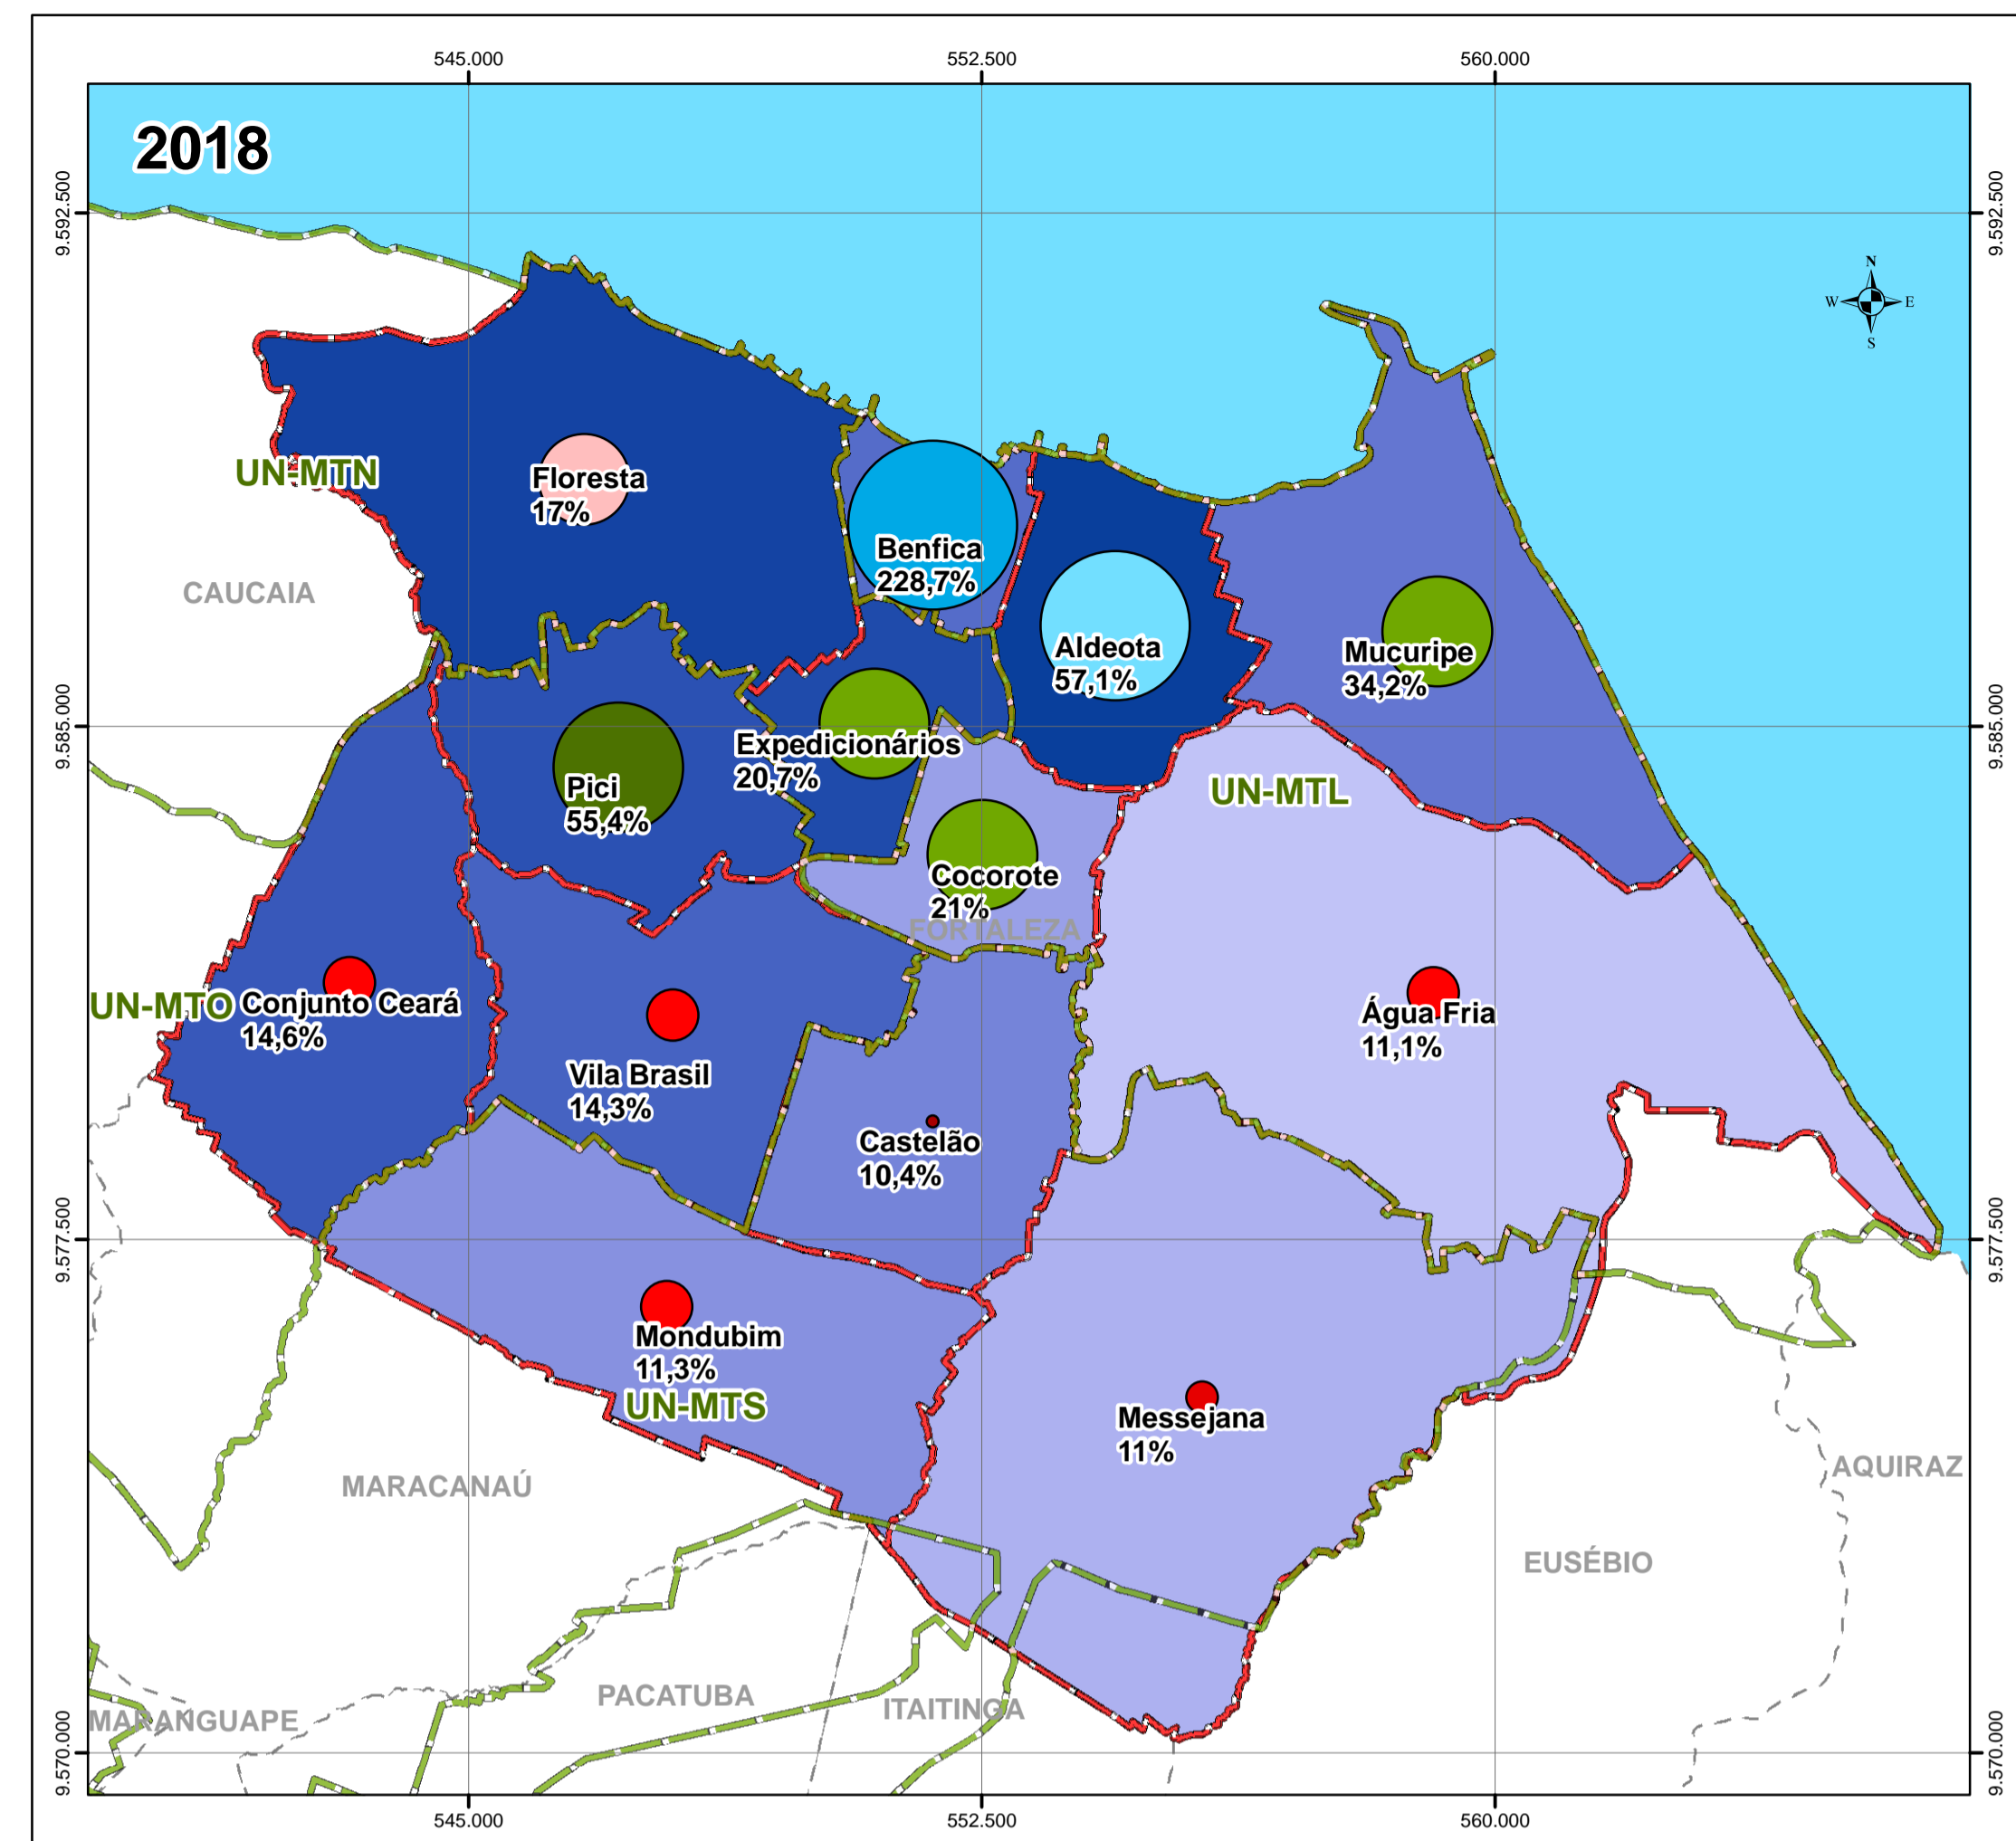 545.000
552.500
560.000
2018
9.592.500
9.592.500
N
W
E
S
UN-MTN
Floresta
17%
Benfica
228,7%
CAUCAIA
Aldeota
57,1%
Mucuripe
34,2%
9.585.000
9.585.000
Expedicionários
20,7%
Pici
55,4%
UN-MTL
Cocorote
21%
FORTALEZA
UN-MTO
Conjunto Ceará
14,6%
Água Fria
11,1%
Vila Brasil
14,3%
Castelão
10,4%
9.577.500
9.577.500
Mondubim
11,3%
UN-MTS
Messejana
11%
MARACANAÚ
AQUIRAZ
EUSÉBIO
PACATUBA
ITAITINGA
MARANGUAPE
9.570.000
9.570.000
545.000
552.500
560.000